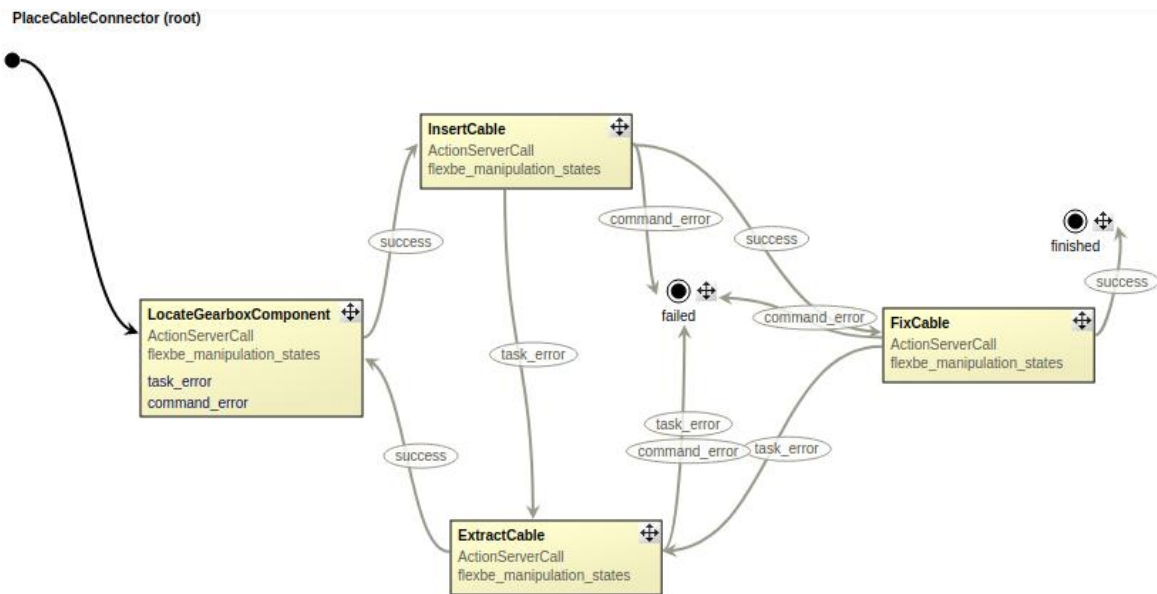 PlaceCableConnector (root)
InsertCable
ActionServerCall
flexbe_manipulation_states
command_error
success
success
finished
success
failed
command_error
LocateGearboxComponent
ActionServerCall
flexbe_manipulation_states
task_error
command_error
FixCable
ActionServerCall
flexbe_manipulation_states
task_error
task_error
command_error
task_error
success
ExtractCable
ActionServerCall
flexbe_manipulation_states